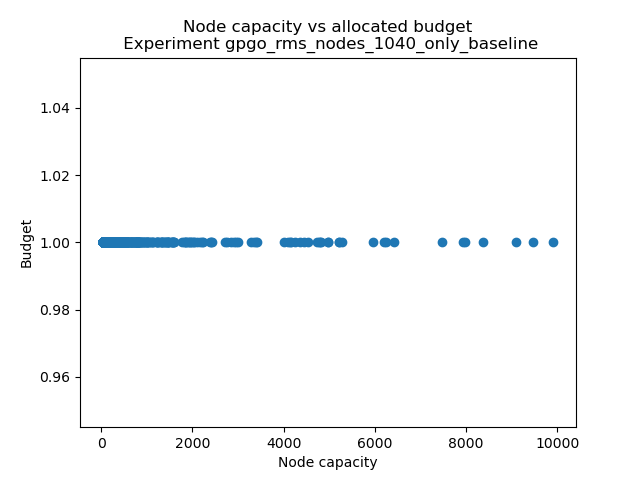 Node capacity vs allocated budget
Experiment gpgo_rms_nodes_1040_only_baseline
1.04
1.02
1.00
0.98
0.96
Budget
0
2000
4000
6000
8000
10000
Node capacity